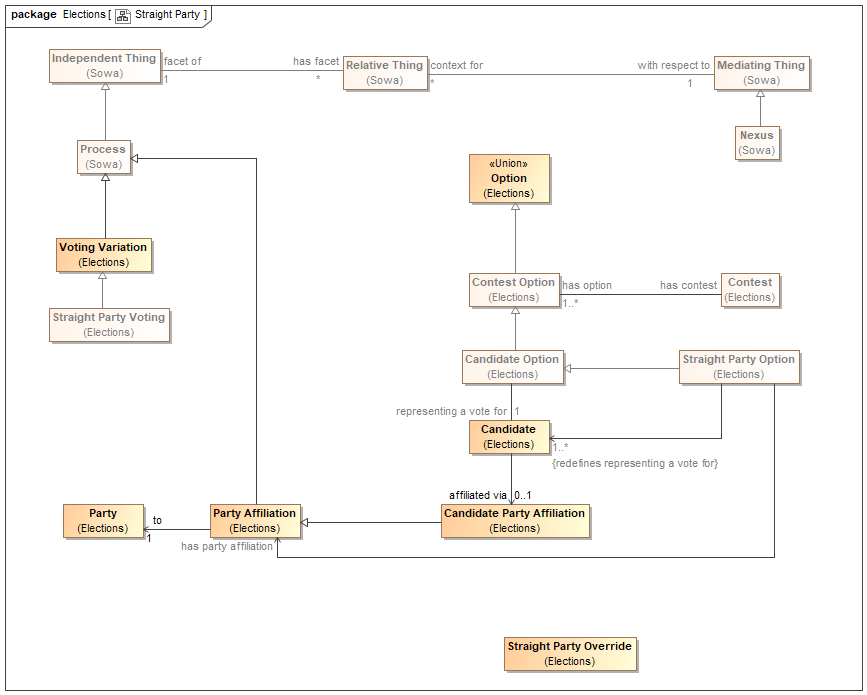 package Elections [ Straight Party ]
Independent Thing
(Sowa)
facet of
1
has facet
*
Relative Thing
(Sowa)
context for
*
with respect to
1
Mediating Thing
(Sowa)
Process
(Sowa)
Nexus
(Sowa)
«Union»
Option
(Elections)
Voting Variation
(Elections)
Contest Option
(Elections)
has option
1..*
has contest
Contest
(Elections)
Straight Party Voting
(Elections)
Candidate Option
(Elections)
Straight Party Option
(Elections)
representing a vote for
1
Candidate
(Elections)
1..*
{redefines representing a vote for}
affiliated via
0..1
Party
(Elections)
to
1
Party Affiliation
(Elections)
has party affiliation
Candidate Party Affiliation
(Elections)
Straight Party Override
(Elections)